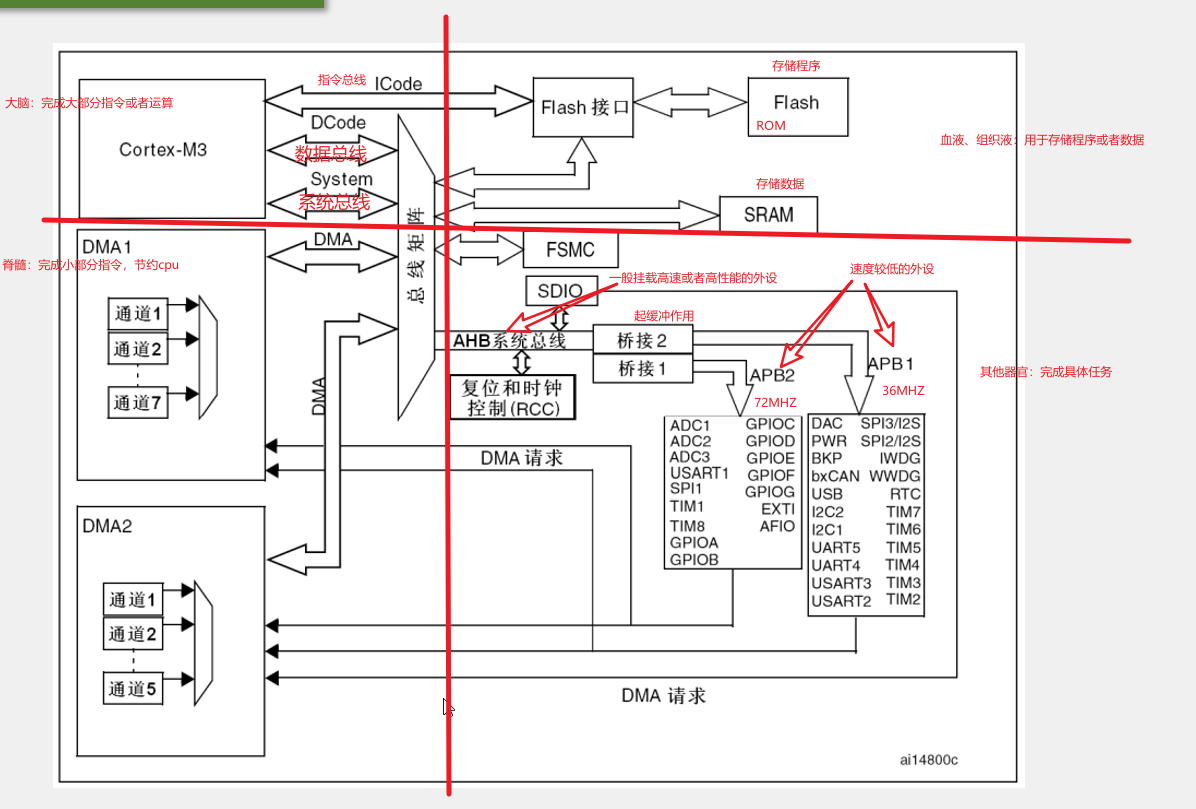 大脑：完成大部分指令或者运算
Cortex-M3
指令总线
ICode
DCode
数据总线
System
系统总线
总线矩阵
Flash 接口
存储程序
Flash
ROM
血液、组织液：用于存储程序或者数据
存储数据
SRAM
FSMC
SDIO
一般挂载高速或者高性能的外设
速度较低的外设
DMA1
脊髓：完成小部分指令，节约cpu
DMA
通道1
通道2
通道7
AHB系统总线
起缓冲作用
桥接2
桥接1
复位和时钟
控制(RCC)
APB2
72MHZ
APB1
36MHZ
其他器官：完成具体任务
DMA
DMA 请求
ADC1
ADC2
ADC3
USART1
SPI1
TIM1
TIM8
GPIOA
GPIOB
GPIOC
GPIOD
GPIOE
GPIOF
GPIOG
EXTI
AFIO
DAC
PWR
BKP
bxCAN
USB
I2C2
I2C1
UART5
UART4
USART3
USART2
SPI3/I2S
SPI2/I2S
IWDG
WWDG
RTC
TIM7
TIM6
TIM5
TIM4
TIM3
TIM2
DMA2
通道1
通道2
通道5
DMA 请求
ai14800c